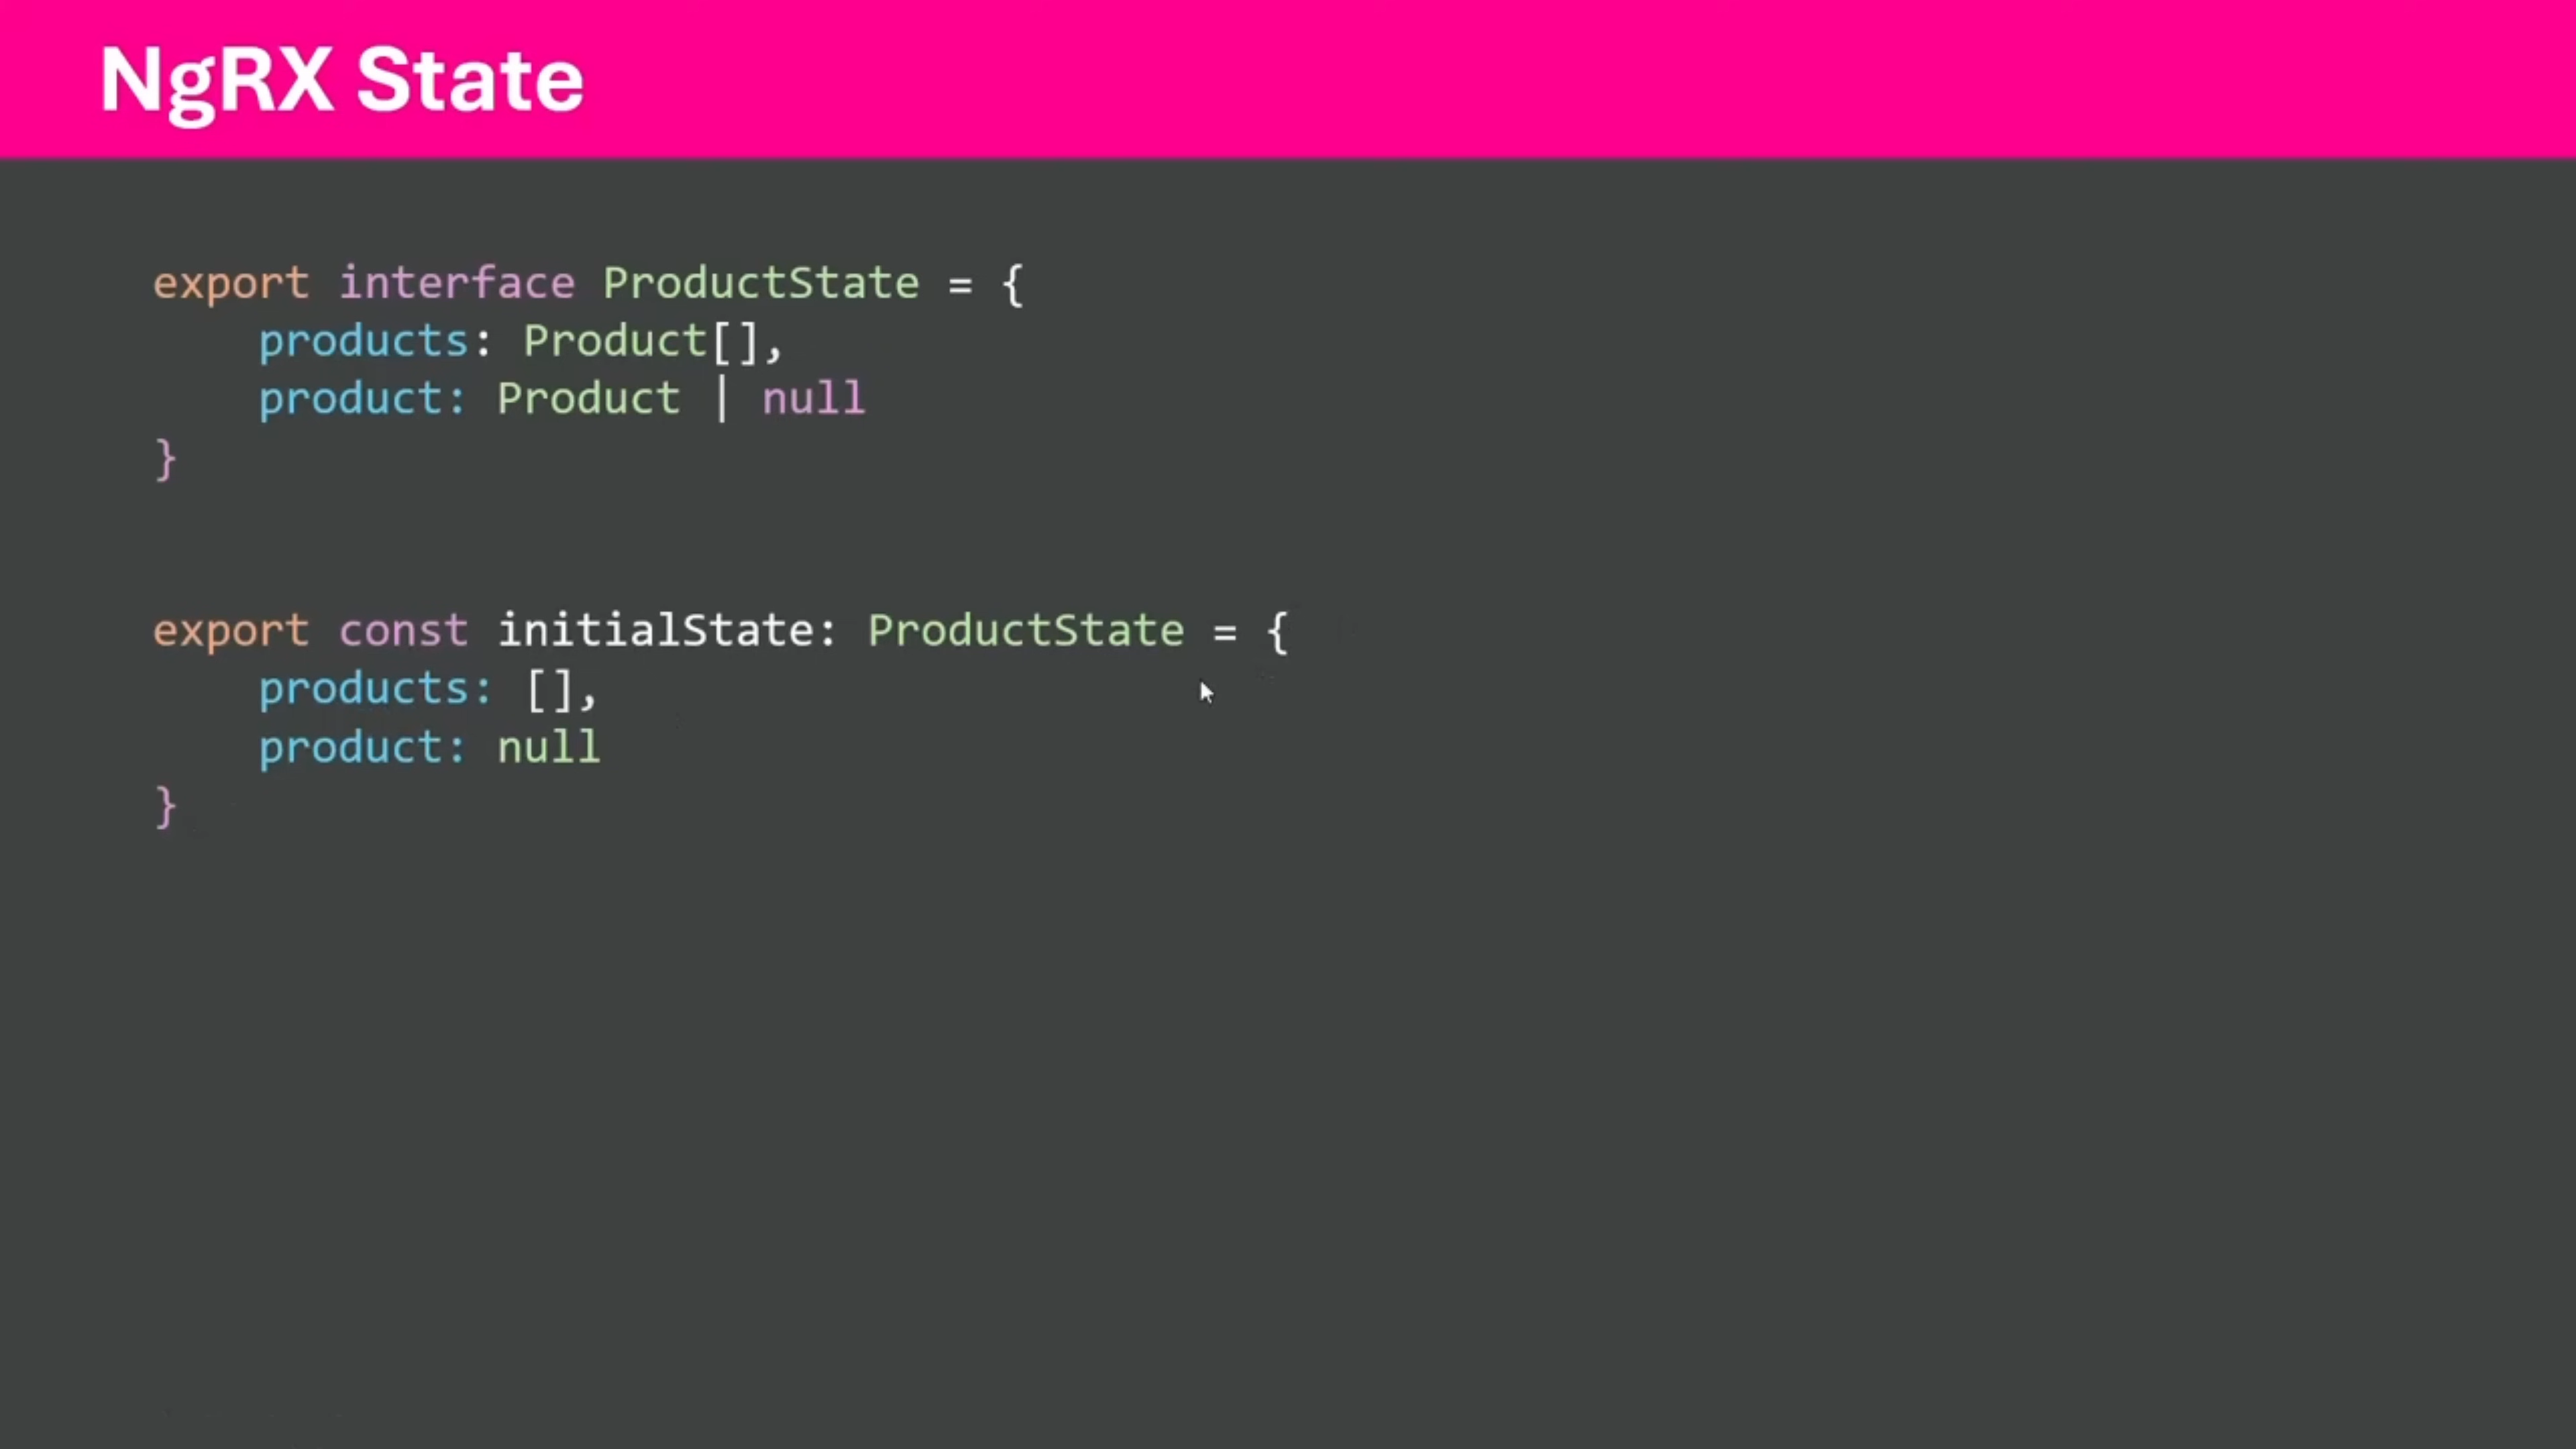 NgRX State
export interface ProductState = {
    products: Product[],
    product: Product | null
}
export const initialState: ProductState = {
    products: [],
    product: null
}